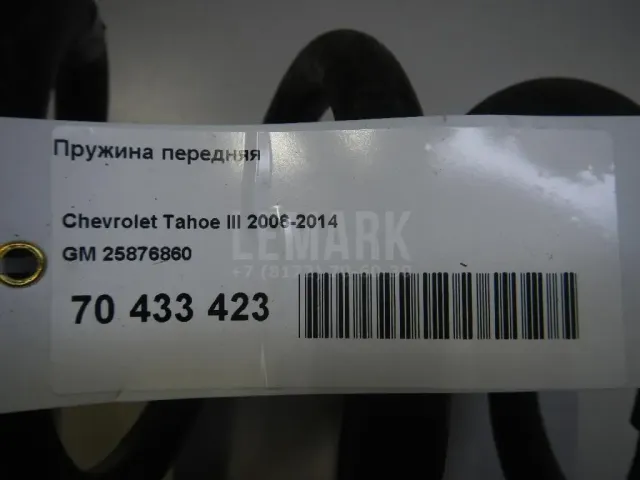 Пружина передняя
Chevrolet Tahoe III 2006-2014
LEMARK
GM 25876860
70 433 423